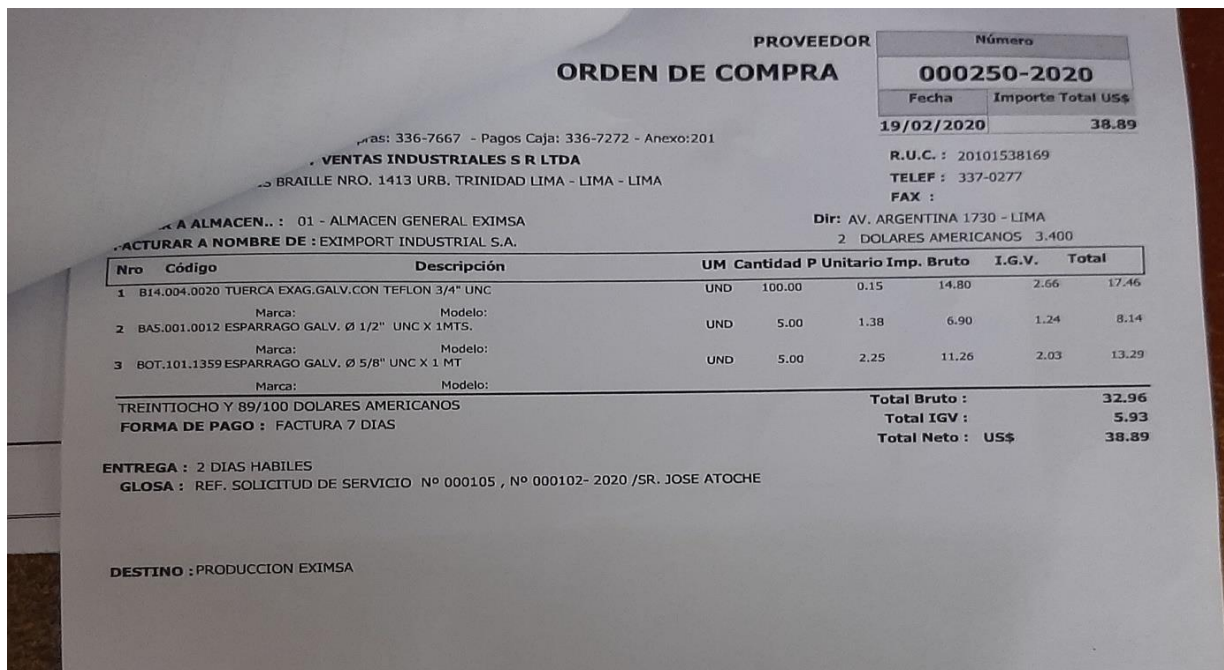 PROVEEDOR Número
ORDEN DE COMPRA 000250-2020
Fecha Importe Total US$
19/02/2020 38.89
336-7667 - Pagos Caja: 336-7272 - Anexo:201
VENTAS INDUSTRIALES S R LTDA R.U.C. : 20101538169
BRAILLE NRO. 1413 URB. TRINIDAD LIMA - LIMA - LIMA TELEF : 337-0277
FAX :
A ALMACEN.. : 01 - ALMACEN GENERAL EXIMSA Dir: AV. ARGENTINA 1730 - LIMA
FACTURAR A NOMBRE DE : EXIMPORT INDUSTRIAL S.A. 2 DOLARES AMERICANOS 3.400
Nro Código Descripción UM Cantidad P Unitario Imp. Bruto I.G.V. Total
1 B14.004.0020 TUERCA EXAG.GALV.CON TEFLON 3/4" UNC UND 100.00 0.15 14.80 2.66 17.46
Marca: Modelo:
2 BAS.001.0012 ESPARRAGO GALV. Ø 1/2" UNC X 1MTS. UND 5.00 1.38 6.90 1.24 8.14
Marca: Modelo:
3 BOT.101.1359 ESPARRAGO GALV. Ø 5/8" UNC X 1 MT UND 5.00 2.25 11.26 2.03 13.29
Marca: Modelo:
TREINTIOCHO Y 89/100 DOLARES AMERICANOS Total Bruto : 32.96
FORMA DE PAGO : FACTURA 7 DIAS Total IGV : 5.93
Total Neto : US$ 38.89
ENTREGA : 2 DIAS HABILES
GLOSA : REF. SOLICITUD DE SERVICIO Nº 000105 , Nº 000102- 2020 /SR. JOSE ATOCHE
DESTINO : PRODUCCION EXIMSA